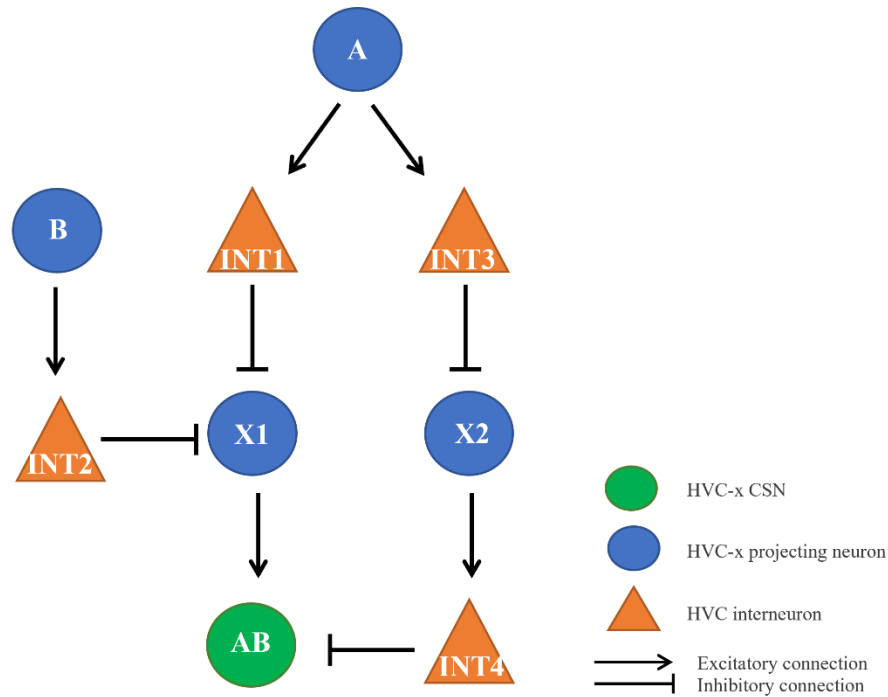 A
B
INT1
INT3
INT2
X1
X2
AB
INT4
HVC-x CSN
HVC-x projecting neuron
HVC interneuron
Excitatory connection
Inhibitory connection